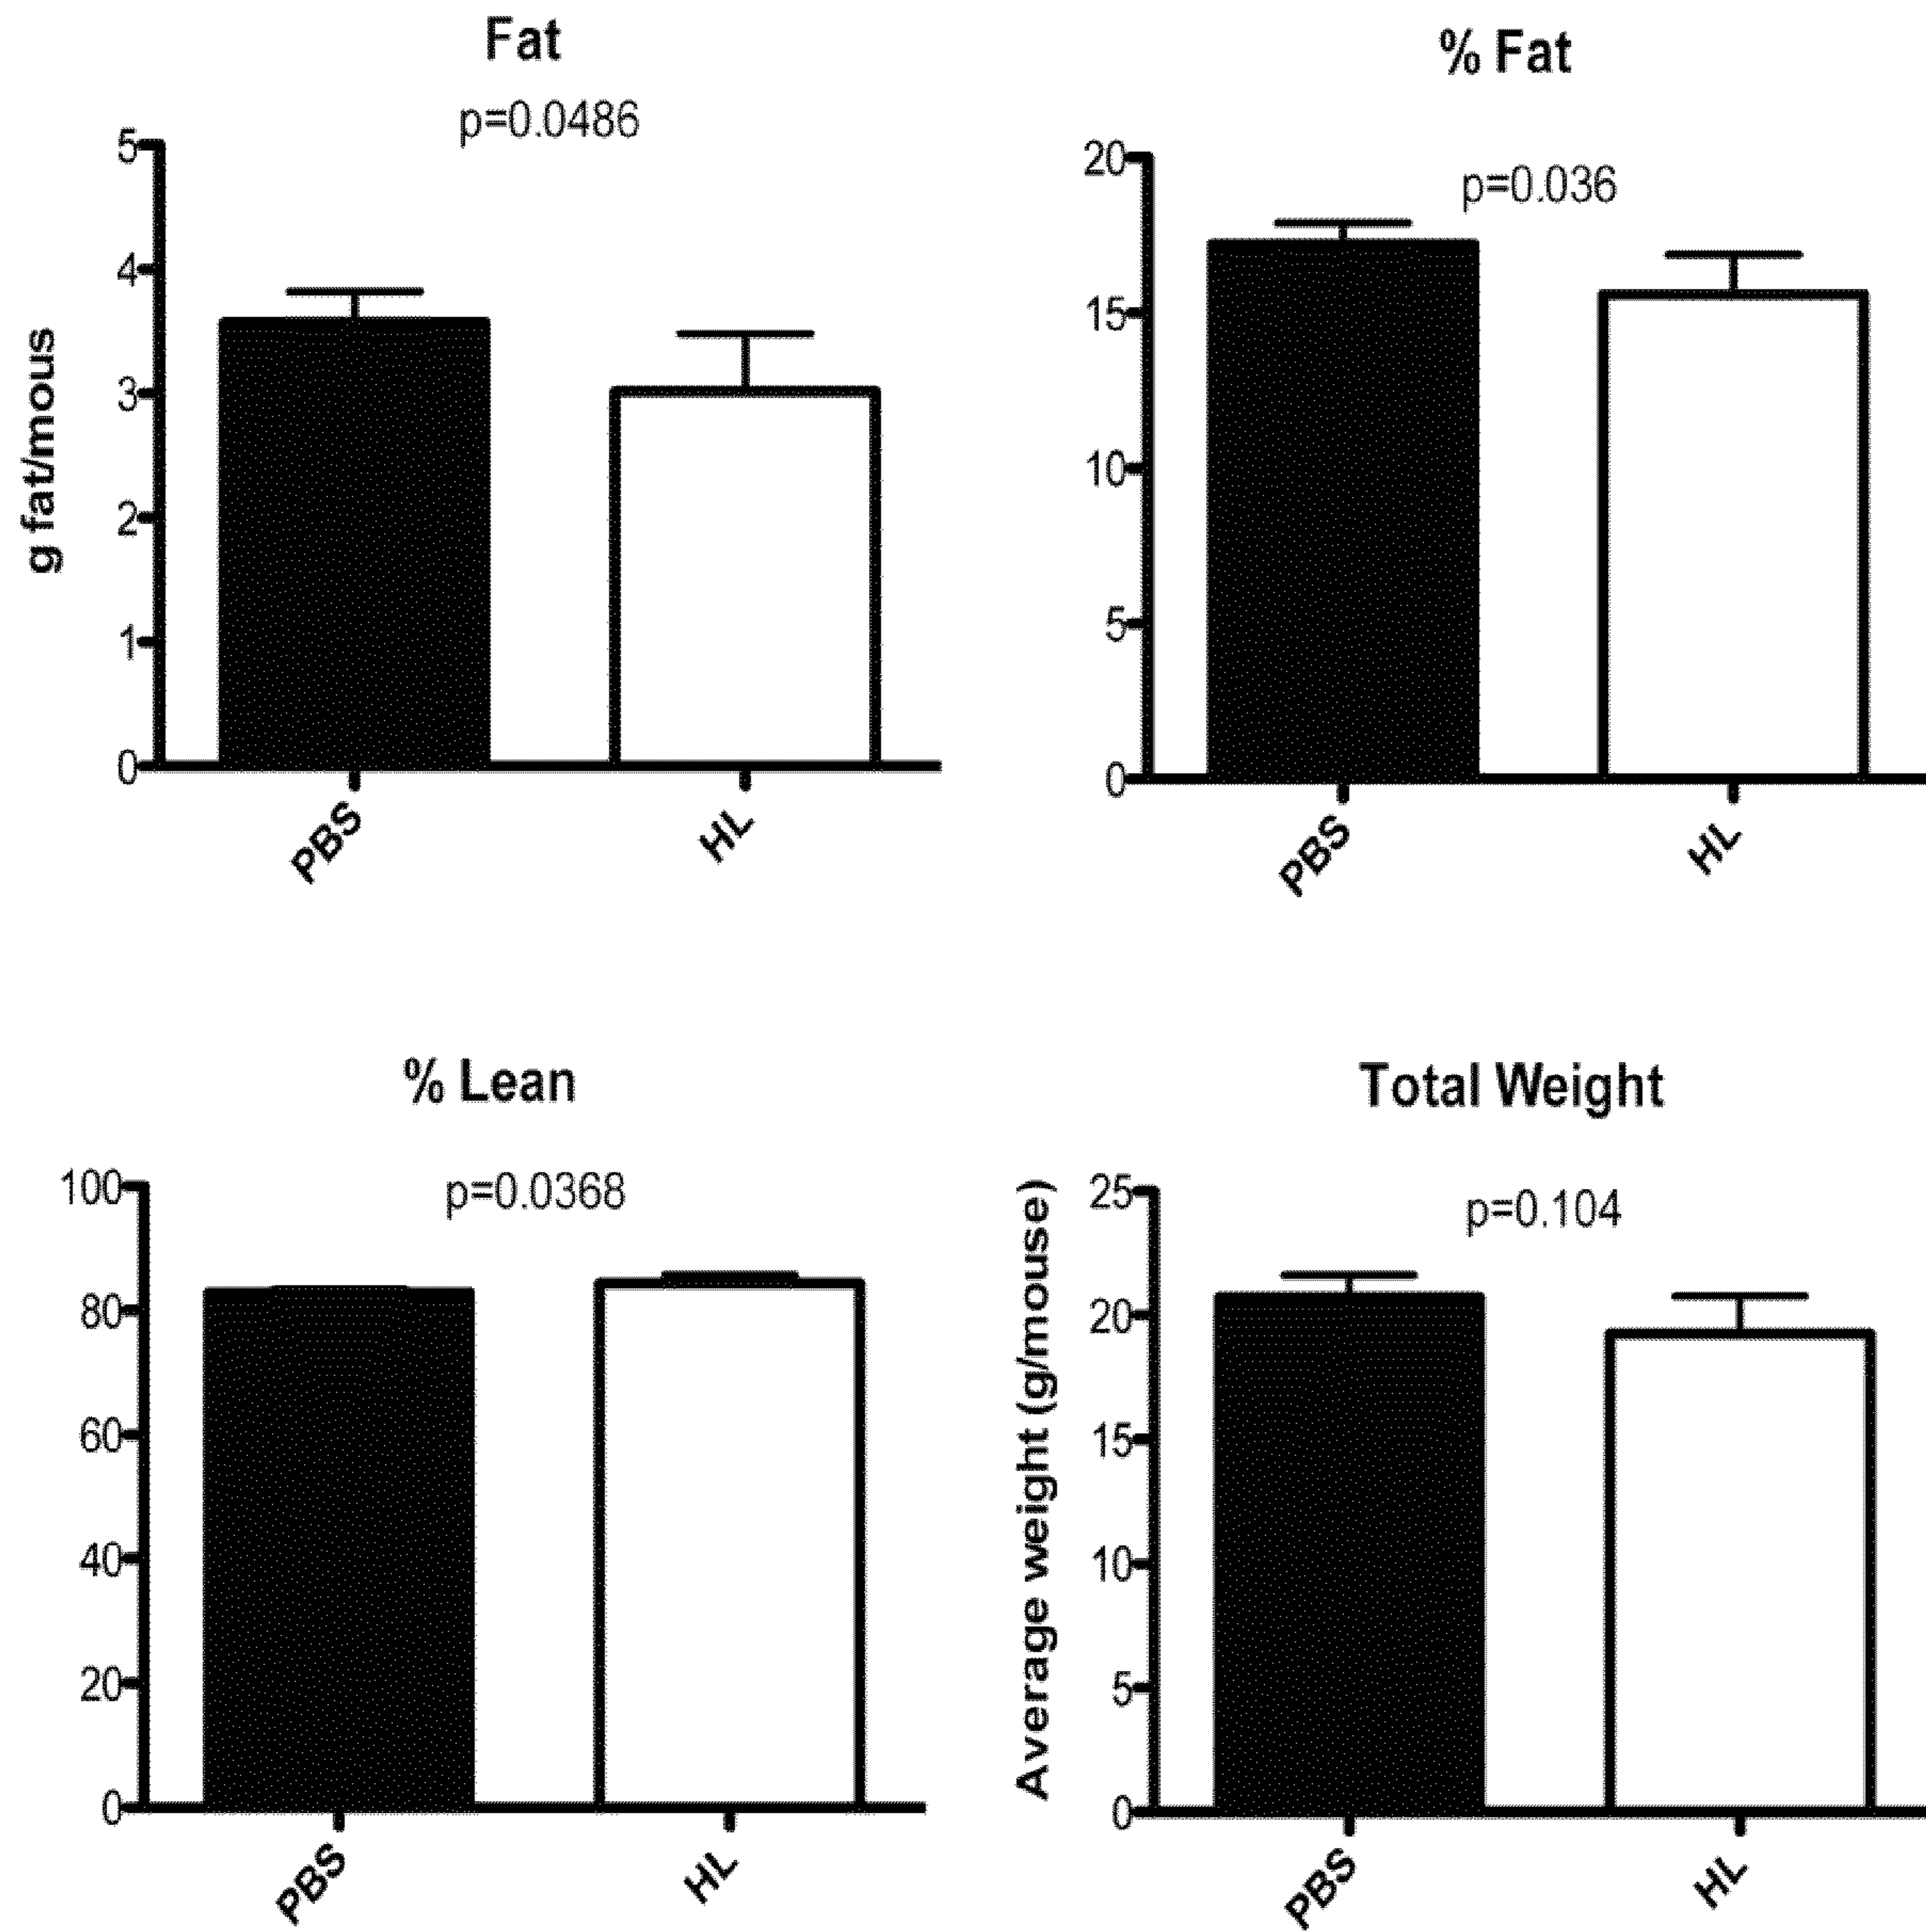 Fat
p=0.0486
g fat/mous
5
4
3
2
1
0
PBS
HL
% Fat
p=0.036
20
15
10
5
0
PBS
HL
% Lean
p=0.0368
100
80
60
40
20
0
PBS
HL
Total Weight
p=0.104
Average weight (g/mouse)
25
20
15
10
5
0
PBS
HL